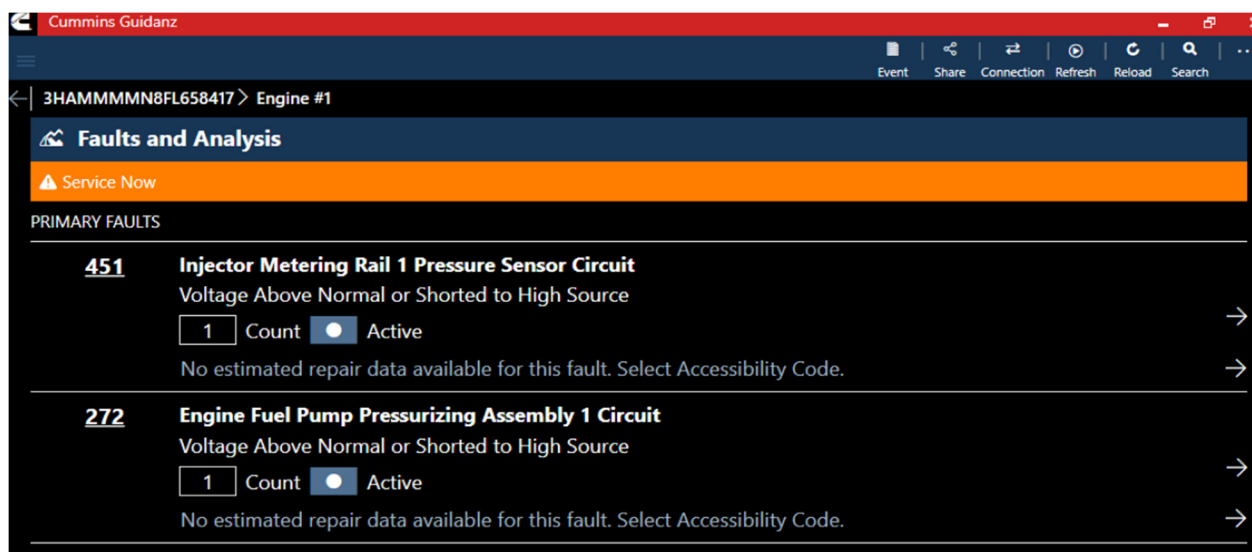 Cummins Guidanz
Event Share Connection Refresh Reload Search
3HAMMMMN8FL658417 > Engine #1
Faults and Analysis
Service Now
PRIMARY FAULTS
451 Injector Metering Rail 1 Pressure Sensor Circuit
Voltage Above Normal or Shorted to High Source
1 Count Active
No estimated repair data available for this fault. Select Accessibility Code.
272 Engine Fuel Pump Pressurizing Assembly 1 Circuit
Voltage Above Normal or Shorted to High Source
1 Count Active
No estimated repair data available for this fault. Select Accessibility Code.